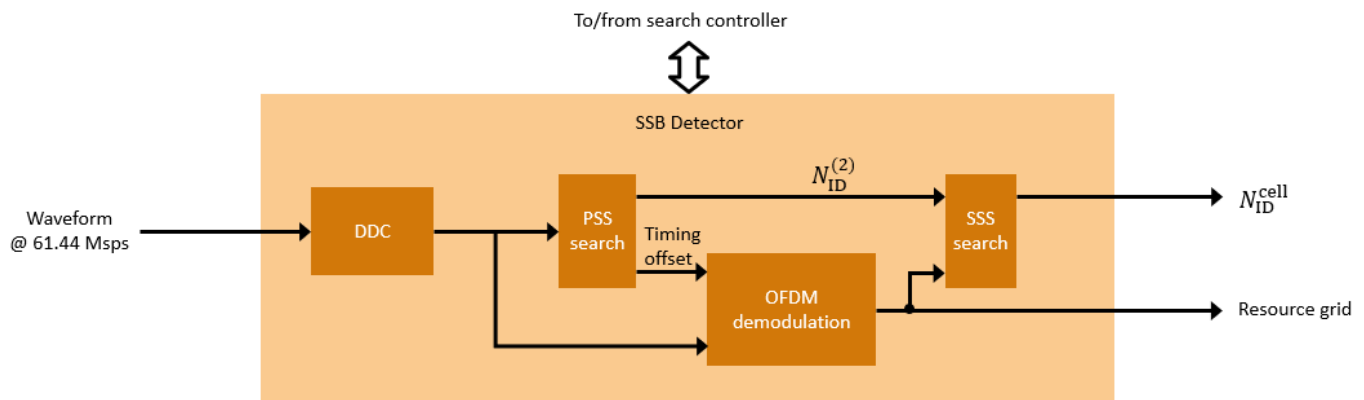 To/from search controller
SSB Detector
N_ID^(2)
N_ID^cell
PSS
search
SSS
search
Waveform
@ 61.44 Msps
DDC
Timing
offset
OFDM
demodulation
Resource grid